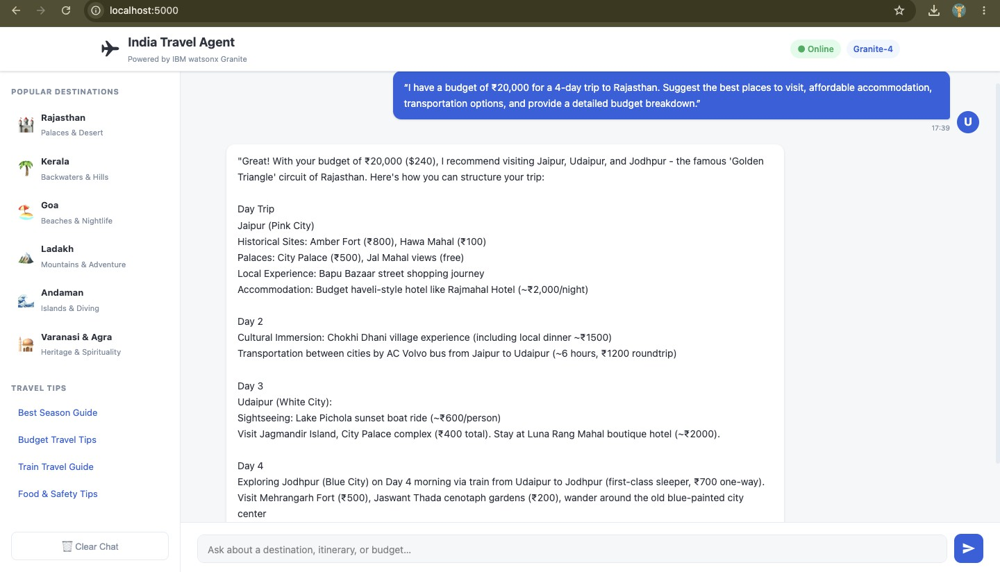 localhost:5000
India Travel Agent
Powered by IBM watsonx Granite
Online
Granite-4
POPULAR DESTINATIONS
Rajasthan
Palaces & Desert
Kerala
Backwaters & Hills
Goa
Beaches & Nightlife
Ladakh
Mountains & Adventure
Andaman
Islands & Diving
Varanasi & Agra
Heritage & Spirituality
TRAVEL TIPS
Best Season Guide
Budget Travel Tips
Train Travel Guide
Food & Safety Tips
Clear Chat
"I have a budget of ₹20,000 for a 4-day trip to Rajasthan. Suggest the best places to visit, affordable accommodation,
transportation options, and provide a detailed budget breakdown."
17:39
U
"Great! With your budget of ₹20,000 ($240), I recommend visiting Jaipur, Udaipur, and Jodhpur - the famous 'Golden
Triangle' circuit of Rajasthan. Here's how you can structure your trip:
Day Trip
Jaipur (Pink City)
Historical Sites: Amber Fort (₹800), Hawa Mahal (₹100)
Palaces: City Palace (₹500), Jal Mahal views (free)
Local Experience: Bapu Bazaar street shopping journey
Accommodation: Budget haveli-style hotel like Rajmahal Hotel (~₹2,000/night)
Day 2
Cultural Immersion: Chokhi Dhani village experience (including local dinner ~₹1500)
Transportation between cities by AC Volvo bus from Jaipur to Udaipur (~6 hours, ₹1200 roundtrip)
Day 3
Udaipur (White City):
Sightseeing: Lake Pichola sunset boat ride (~₹600/person)
Visit Jagmandir Island, City Palace complex (₹400 total). Stay at Luna Rang Mahal boutique hotel (~₹2000).
Day 4
Exploring Jodhpur (Blue City) on Day 4 morning via train from Udaipur to Jodhpur (first-class sleeper, ₹700 one-way).
Visit Mehrangarh Fort (₹500), Jaswant Thada cenotaph gardens (₹200), wander around the old blue-painted city
center
Ask about a destination, itinerary, or budget...